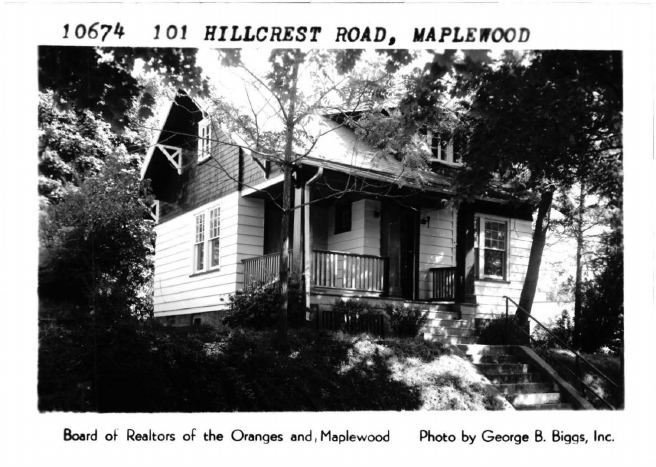 10674 101 HILLCREST ROAD, MAPLEWOOD
Board of Realtors of the Oranges and, Maplewood Photo by George B. Biggs, Inc.